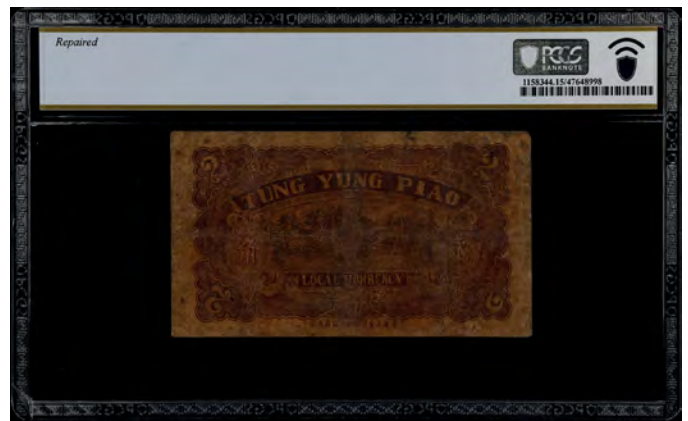 Repaired
PCGS
BANKNOTE
1158344.15/47648998
TUNG YUNG PIAO
LOCAL CURRENCY